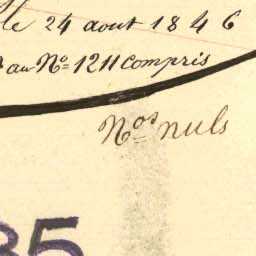 le 24 aout 1846
au No 1211 compris
Nos nuls
35